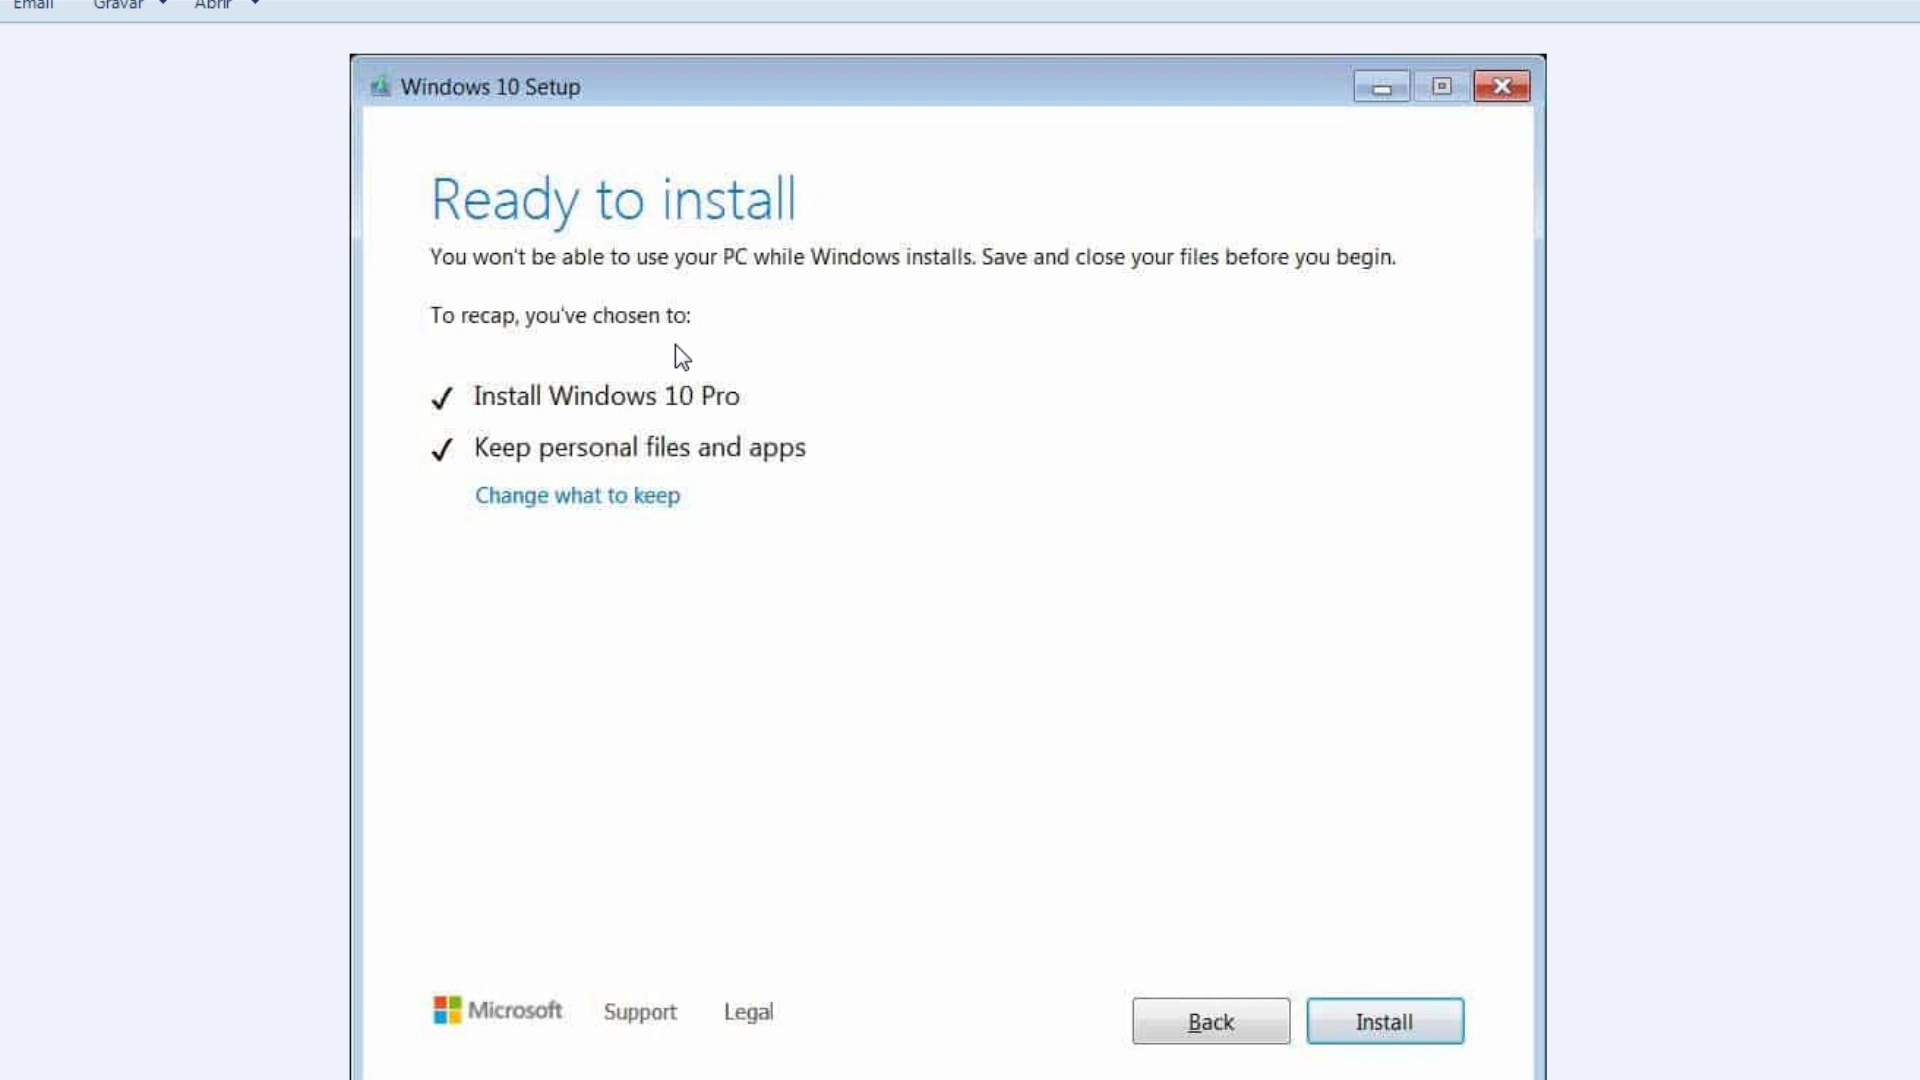 Email Gravar Abrir
Windows 10 Setup
Ready to install
You won't be able to use your PC while Windows installs. Save and close your files before you begin.
To recap, you've chosen to:
Install Windows 10 Pro
Keep personal files and apps
Change what to keep
Microsoft Support Legal Back Install